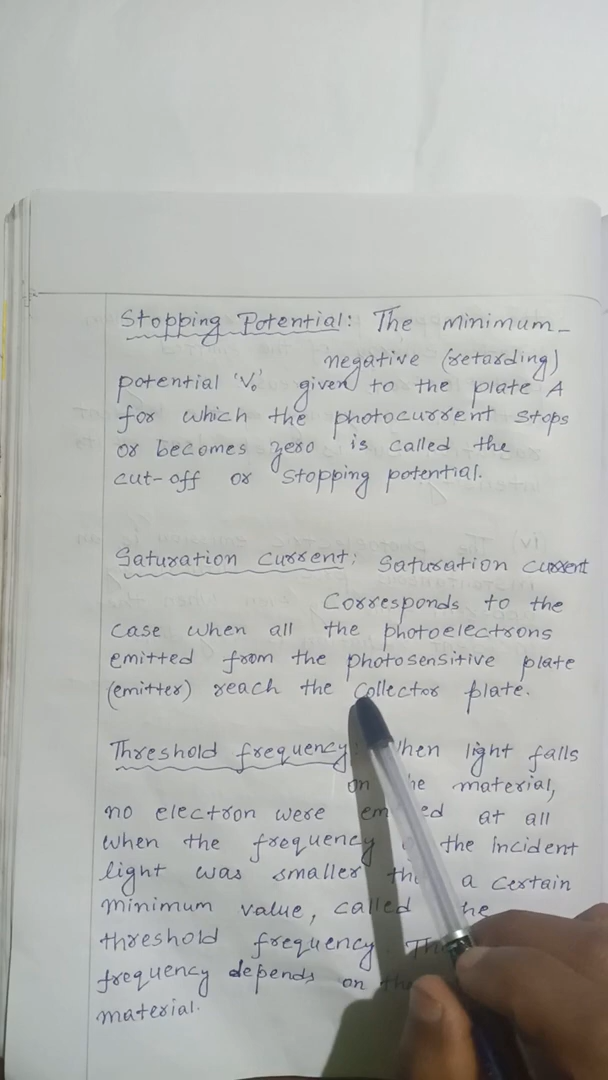 Stopping Potential: The minimum
negative (retarding)
potential 'V₀' given to the plate A
for which the photocurrent stops
or becomes zero is called the
cut-off or stopping potential.
Saturation current: Saturation current
Corresponds to the
case when all the photoelectrons
emitted from the photosensitive plate
(emitter) reach the collector plate.
Threshold frequency: When light falls
on the material,
no electron were emitted at all
when the frequency the incident
light was smaller a certain
minimum value, called
threshold frequency.
frequency depends on
material.